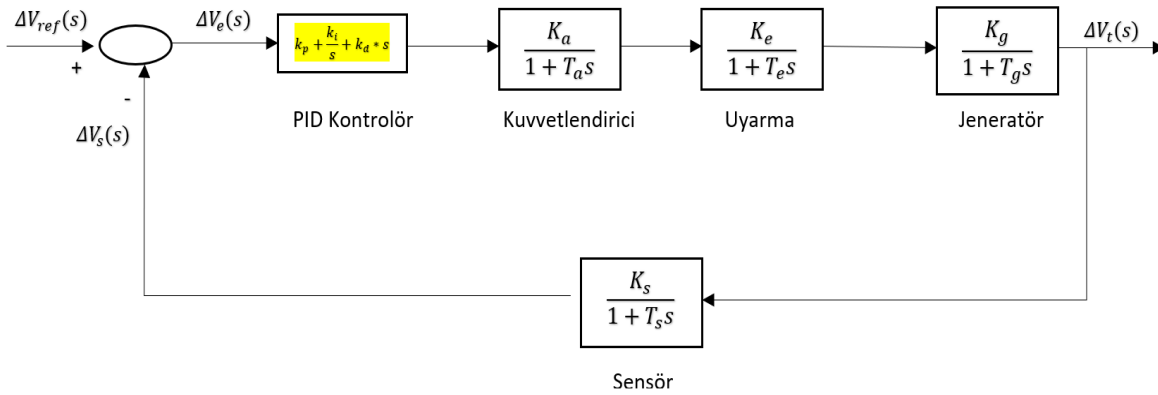 ΔV_ref(s)
+
-
ΔV_s(s)
ΔV_e(s)
k_p + k_i/s + k_d * s
PID Kontrolör
K_a
1 + T_a s
Kuvvetlendirici
K_e
1 + T_e s
Uyarma
K_g
1 + T_g s
Jeneratör
ΔV_t(s)
K_s
1 + T_s s
Sensör